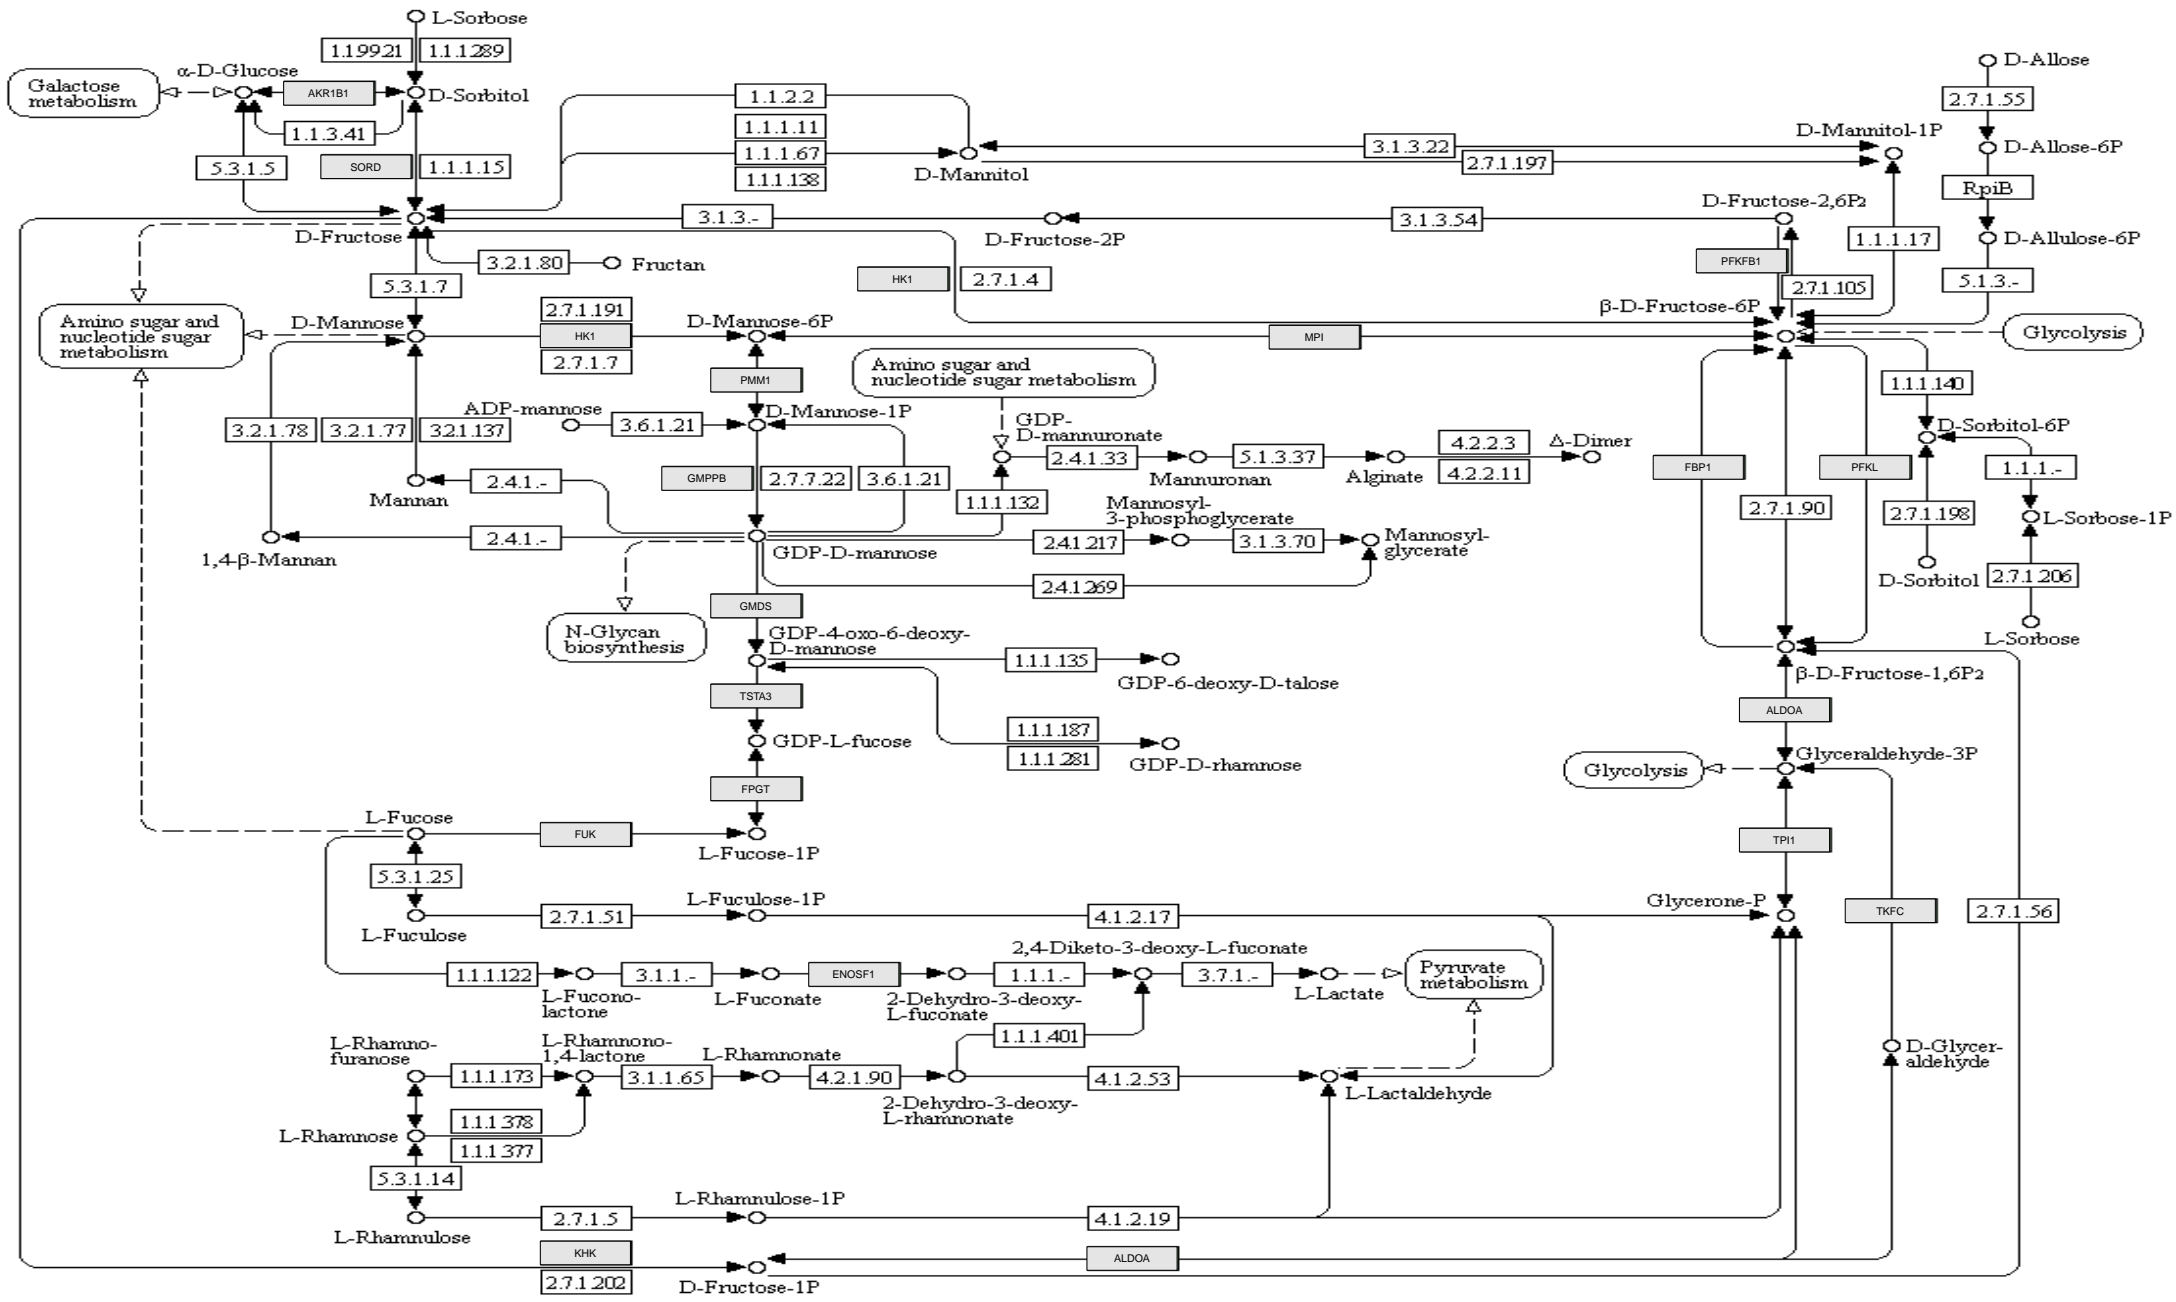 L-Sorbose
1.1.99.21
1.1.1.289
α-D-Glucose
Galactose
metabolism
AKR1B1
D-Sorbitol
1.1.3.41
5.3.1.5
SORD
1.1.1.15
1.1.2.2
1.1.1.11
1.1.1.67
1.1.1.138
D-Mannitol
3.1.3.22
2.7.1.197
D-Mannitol-1P
D-Allose
2.7.1.55
D-Allose-6P
RpiB
D-Allulose-6P
5.1.3.-
1.1.1.17
D-Fructose
3.1.3.-
D-Fructose-2P
3.1.3.54
D-Fructose-2,6P2
PFKFB1
2.7.1.105
3.2.1.80
Fructan
5.3.1.7
HK1
2.7.1.4
β-D-Fructose-6P
Glycolysis
Amino sugar and
nucleotide sugar
metabolism
D-Mannose
2.7.1.191
HK1
2.7.1.7
D-Mannose-6P
MPI
PMM1
Amino sugar and
nucleotide sugar metabolism
1.1.1.140
ADP-mannose
3.6.1.21
D-Mannose-1P
3.2.1.78
3.2.1.77
3.2.1.137
GDP-
D-mannuronate
2.4.1.33
Mannuronan
5.1.3.37
Alginate
4.2.2.3
4.2.2.11
Δ-Dimer
D-Sorbitol-6P
FBP1
PFKL
1.1.1.-
Mannan
2.4.1.-
GMPPB
2.7.7.22
3.6.1.21
1.1.1.132
2.7.1.90
2.7.1.198
L-Sorbose-1P
Mannosyl-
3-phosphoglycerate
2.4.1.-
1,4-β-Mannan
GDP-D-mannose
2.4.1.217
3.1.3.70
Mannosyl-
glycerate
2.4.1.269
D-Sorbitol
2.7.1.206
L-Sorbose
N-Glycan
biosynthesis
GMDS
GDP-4-oxo-6-deoxy-
D-mannose
1.1.1.135
GDP-6-deoxy-D-talose
β-D-Fructose-1,6P2
TSTA3
ALDOA
1.1.1.187
1.1.1.281
GDP-D-rhamnose
GDP-L-fucose
Glyceraldehyde-3P
Glycolysis
FPGT
L-Fucose
FUK
L-Fucose-1P
TPI1
5.3.1.25
L-Fuculose
2.7.1.51
L-Fuculose-1P
4.1.2.17
Glycerone-P
TKFC
2.7.1.56
2,4-Diketo-3-deoxy-L-fuconate
1.1.1.122
L-Fucono-
lactone
3.1.1.-
L-Fuconate
ENOSF1
2-Dehydro-3-deoxy-
L-fuconate
1.1.1.-
3.7.1.-
L-Lactate
Pyruvate
metabolism
1.1.1.401
L-Rhamno-
furanose
1.1.1.173
L-Rhamnono-
1,4-lactone
3.1.1.65
L-Rhamnonate
4.2.1.90
2-Dehydro-3-deoxy-
L-rhamnonate
4.1.2.53
L-Lactaldehyde
D-Glycer-
aldehyde
L-Rhamnose
1.1.1.378
1.1.1.377
5.3.1.14
L-Rhamnulose
2.7.1.5
L-Rhamnulose-1P
4.1.2.19
KHK
2.7.1.202
D-Fructose-1P
ALDOA